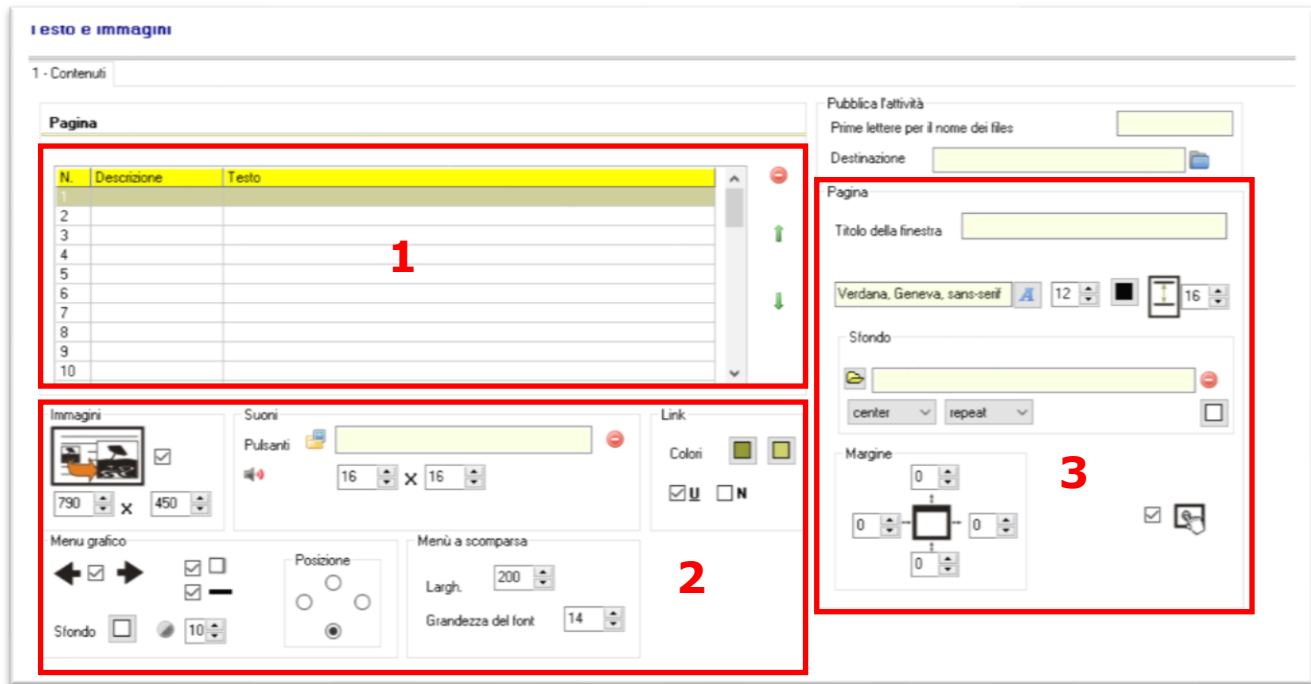 Testo e immagini
1 - Contenuti
Pagina
N. Descrizione Testo
1
2
3
4
5
6
7
8
9
10
1
Pubblica l'attività
Prime lettere per il nome dei files
Destinazione
Pagina
Titolo della finestra
Verdana, Geneva, sans-serif A 12 16
Sfondo
center repeat
Margine
0
0 0
0
3
Immagini
790 x 450
Suoni
Pulsanti
16 x 16
Link
Colori
U N
Menu grafico
Sfondo 10
Posizione
Menù a scomparsa
Largh. 200
Grandezza del font 14
2